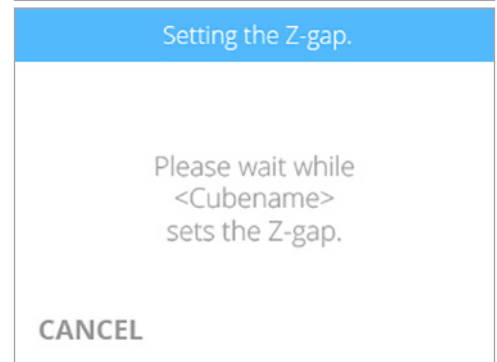 Setting the Z-gap.
Please wait while
<Cubename>
sets the Z-gap.
CANCEL